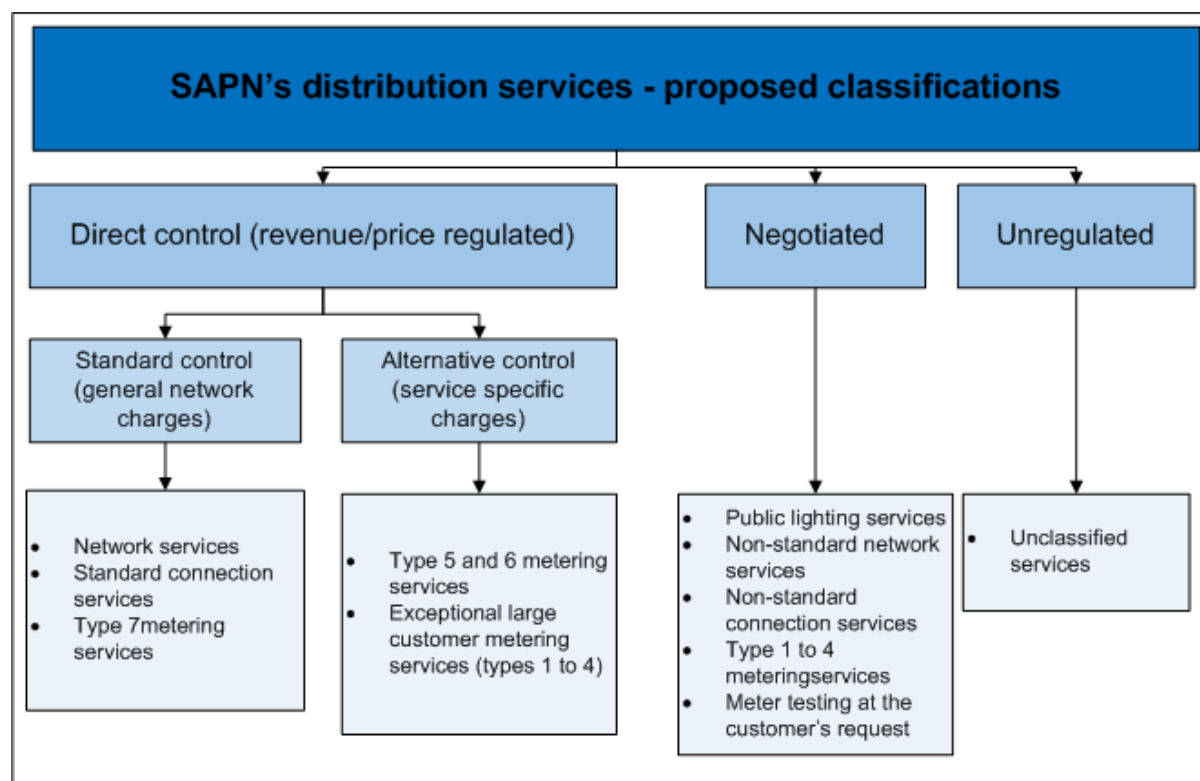 SAPN's distribution services - proposed classifications
Direct control (revenue/price regulated)
Negotiated
Unregulated
Standard control
(general network
charges)
Alternative control
(service specific
charges)
• Network services
• Standard connection
services
• Type 7metering
services
• Type 5 and 6 metering
services
• Exceptional large
customer metering
services (types 1 to 4)
• Public lighting services
• Non-standard network
services
• Non-standard
connection services
• Type 1 to 4
meteringservices
• Meter testing at the
customer's request
• Unclassified
services